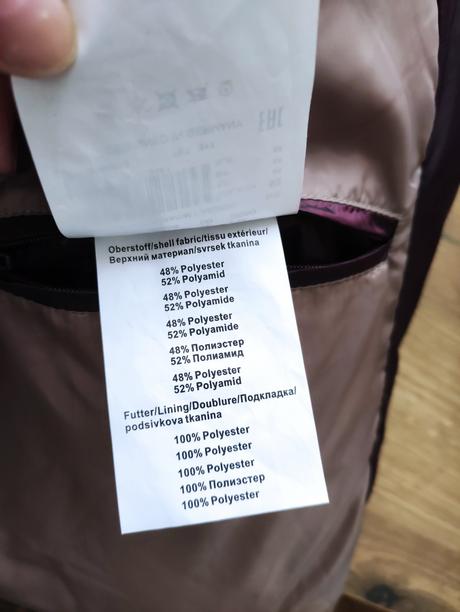 EAC
Oberstoff/shell fabric/tissu extérieur/
Верхний материал/svrsek tkanina
48% Polyester
52% Polyamid
48% Polyester
52% Polyamide
48% Polyester
52% Polyamide
48% Полиэстер
52% Полиамид
48% Polyester
52% Polyamid
Futter/Lining/Doublure/Подкладка/
podsivkova tkanina
100% Polyester
100% Polyester
100% Polyester
100% Полиэстер
100% Polyester